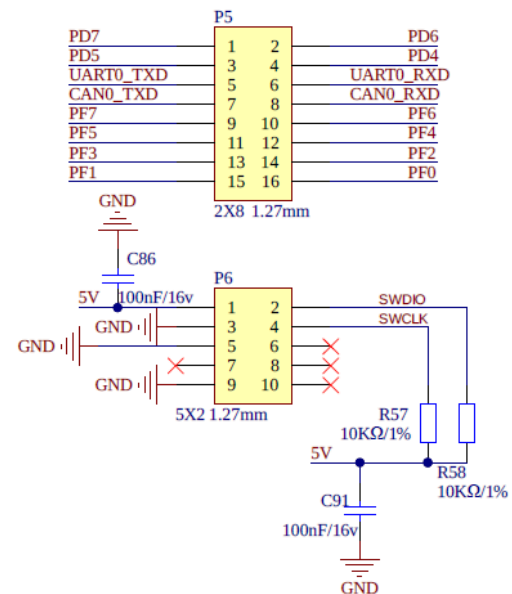 P5
PD7 1 2 PD6
PD5 3 4 PD4
UART0_TXD 5 6 UART0_RXD
CAN0_TXD 7 8 CAN0_RXD
PF7 9 10 PF6
PF5 11 12 PF4
PF3 13 14 PF2
PF1 15 16 PF0
2X8 1.27mm
GND
C86
100nF/16v
P6
5V 1 2 SWDIO
GND 3 4 SWCLK
GND 5 6
7 8
GND 9 10
5X2 1.27mm
R57
10KΩ/1%
5V
R58
10KΩ/1%
C91
100nF/16v
GND